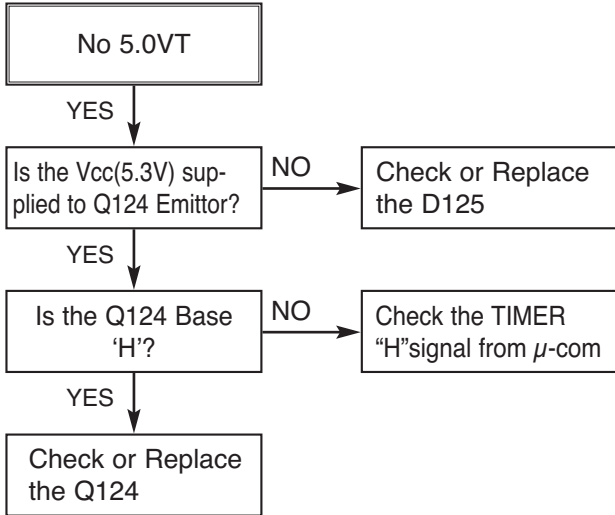 No 5.0VT
YES
Is the Vcc(5.3V) sup-
plied to Q124 Emittor?
NO
Check or Replace
the D125
YES
Is the Q124 Base
‘H’?
NO
Check the TIMER
“H”signal from μ-com
YES
Check or Replace
the Q124